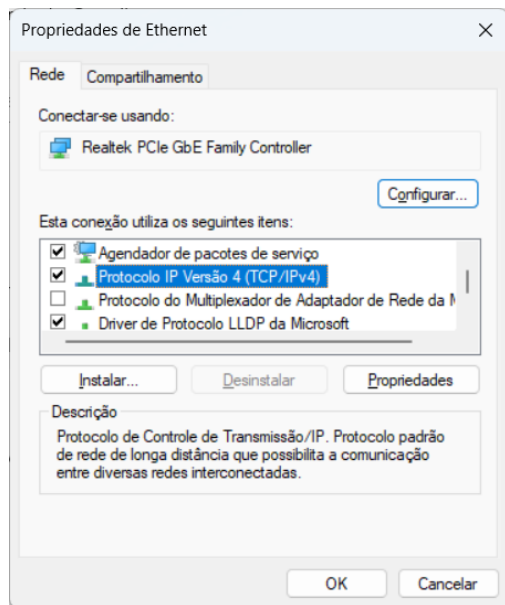 Propriedades de Ethernet
Rede
Compartilhamento
Conectar-se usando:
Realtek PCIe GbE Family Controller
Configurar...
Esta conexão utiliza os seguintes itens:
Agendador de pacotes de serviço
Protocolo IP Versão 4 (TCP/IPv4)
Protocolo do Multiplexador de Adaptador de Rede da
Driver de Protocolo LLDP da Microsoft
Instalar...
Desinstalar
Propriedades
Descrição
Protocolo de Controle de Transmissão/IP. Protocolo padrão
de rede de longa distância que possibilita a comunicação
entre diversas redes interconectadas.
OK
Cancelar